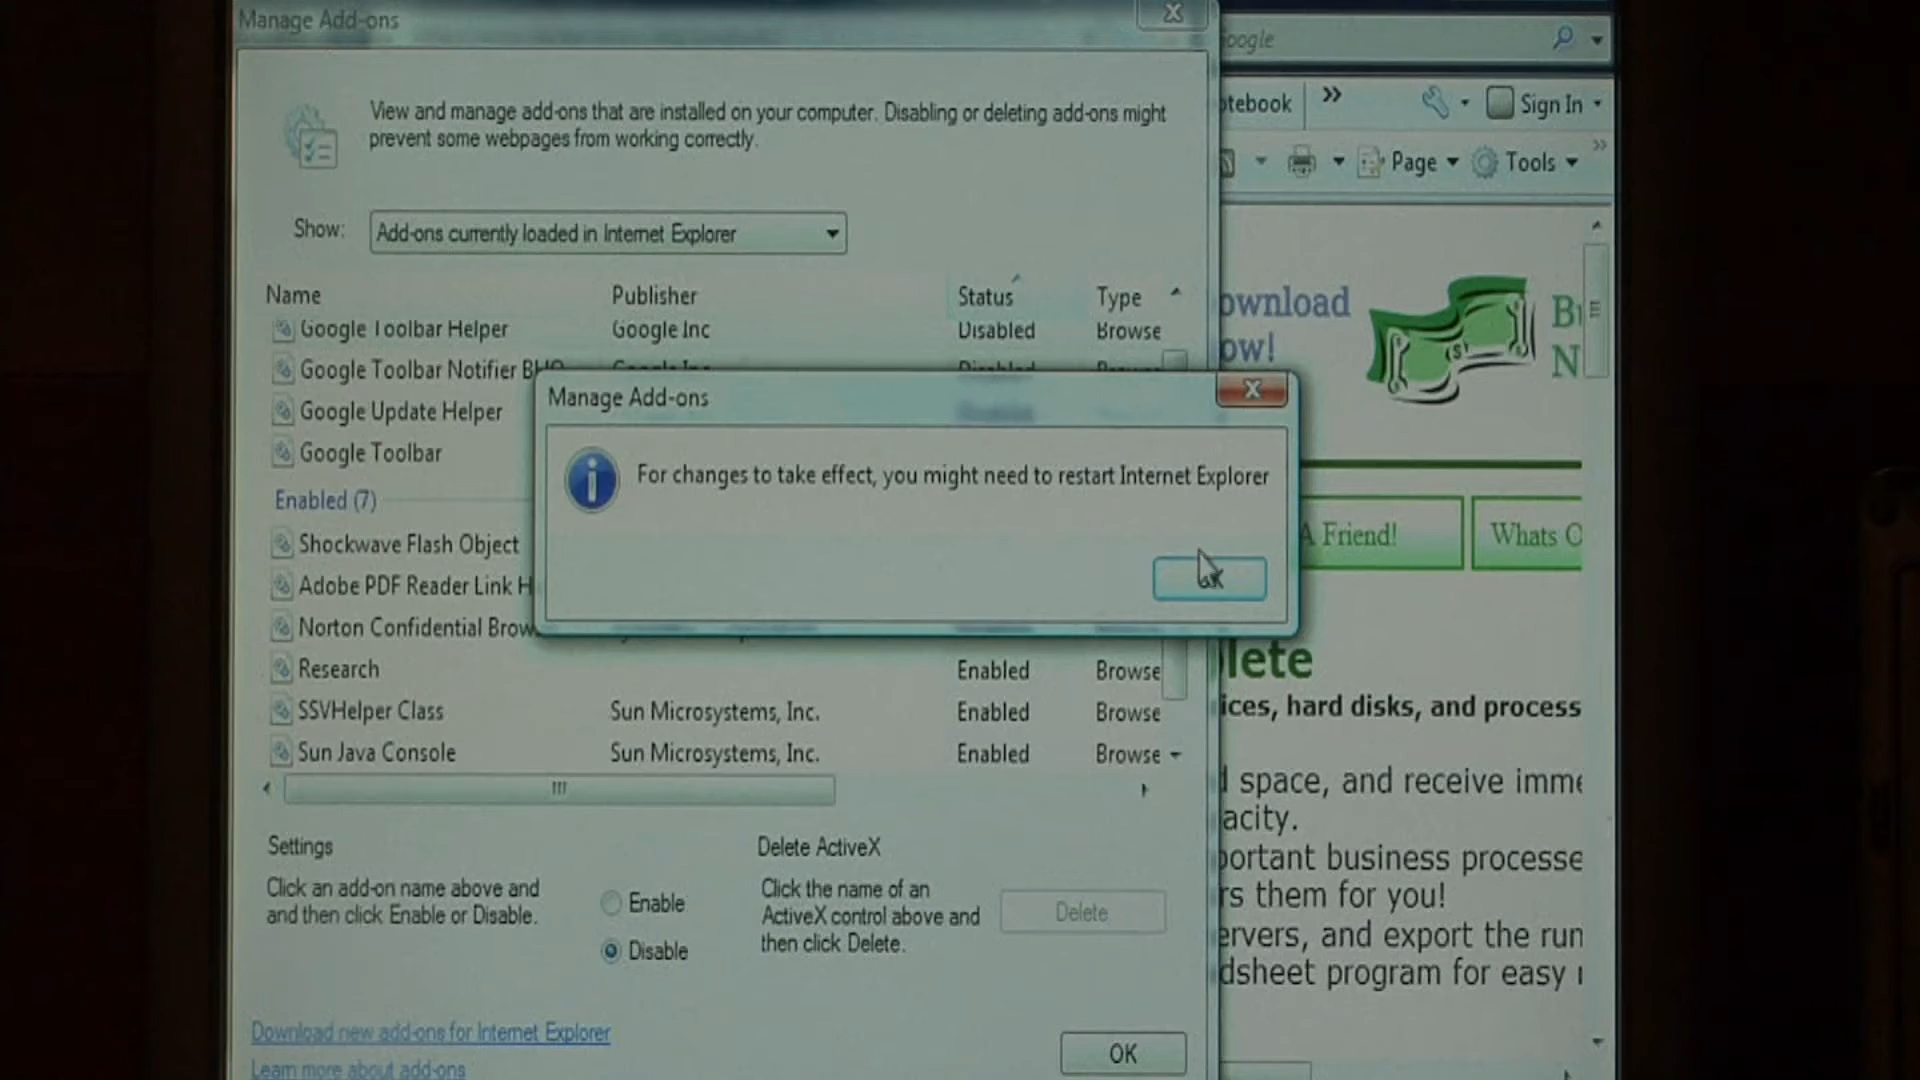 Manage Add-ons
View and manage add-ons that are installed on your computer. Disabling or deleting add-ons might
prevent some webpages from working correctly.
Show:
Add-ons currently loaded in Internet Explorer
Name Publisher Status Type
Google Toolbar Helper Google Inc Disabled Browse
Google Toolbar Notifier BHO
Google Update Helper
Google Toolbar
Enabled (7)
Shockwave Flash Object
Adobe PDF Reader Link H
Norton Confidential Brow
Research Enabled Browse
SSVHelper Class Sun Microsystems, Inc. Enabled Browse
Sun Java Console Sun Microsystems, Inc. Enabled Browse
Manage Add-ons
For changes to take effect, you might need to restart Internet Explorer
OK
Settings
Click an add-on name above and
and then click Enable or Disable.
Enable
Disable
Delete ActiveX
Click the name of an
ActiveX control above and
then click Delete.
Delete
Download new add-ons for Internet Explorer
Learn more about add-ons
OK
oogle
otebook
Sign In
Page
Tools
ownload
ow!
$
A Friend!
Whats O
lete
ices, hard disks, and process
d space, and receive imme
acity.
portant business processe
rs them for you!
ervers, and export the run
dsheet program for easy